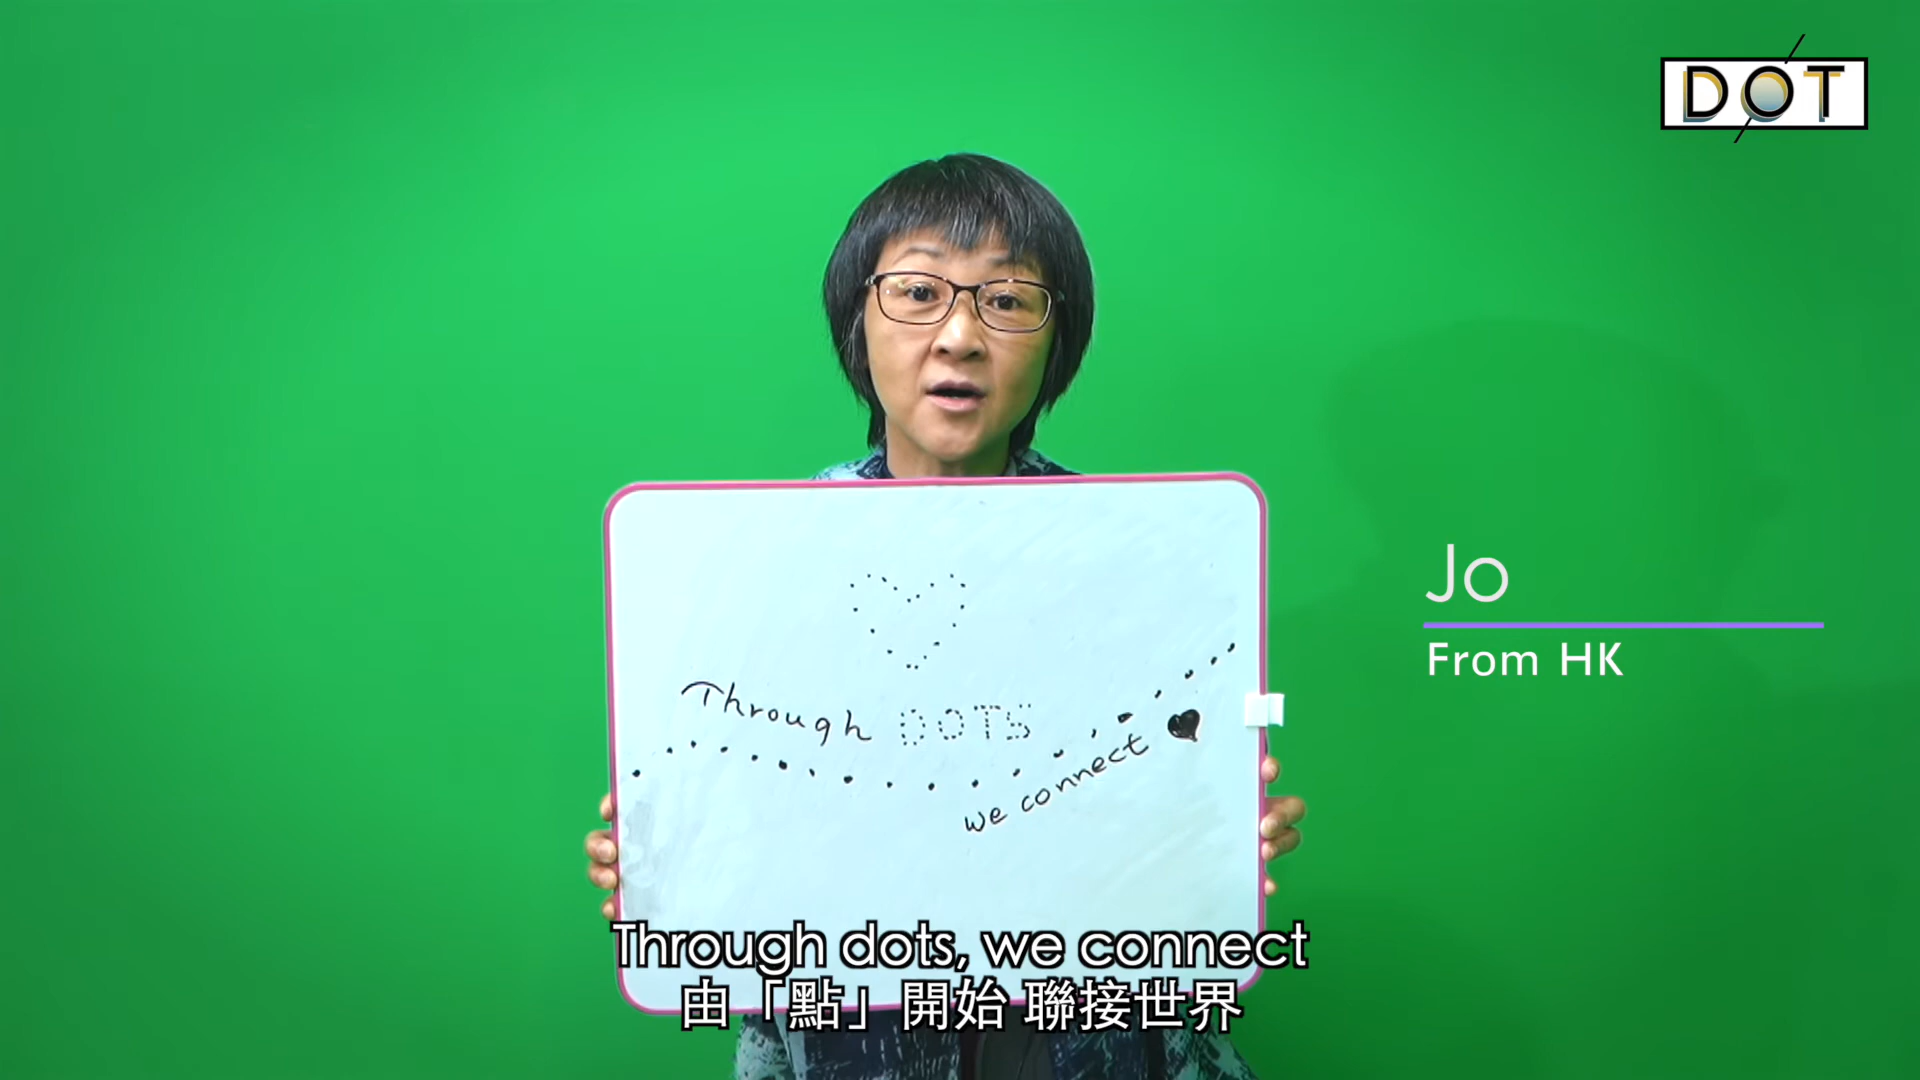 DOT
Through DOTS
we connect
Jo
From HK
Through dots, we connect
由「點」開始 聯接世界